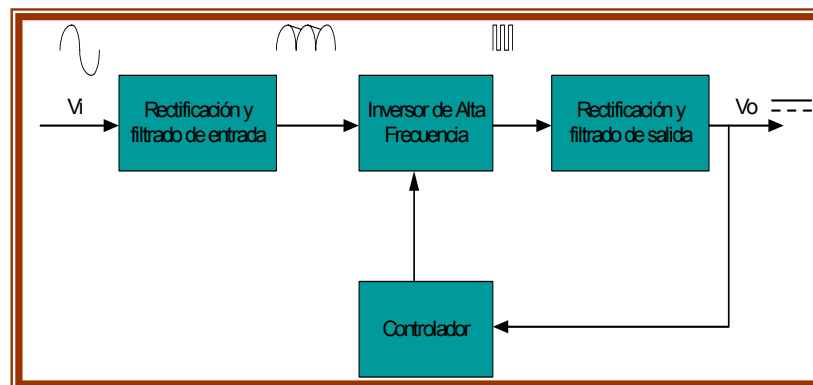 Vi
Rectificación y
filtrado de entrada
Inversor de Alta
Frecuencia
Rectificación y
filtrado de salida
Vo
Controlador